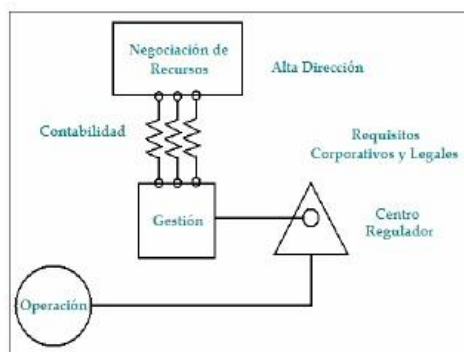 Negociación de
Recursos
Alta Dirección
Contabilidad
Requisitos
Corporativos y Legales
Gestión
Centro
Regulador
Operación